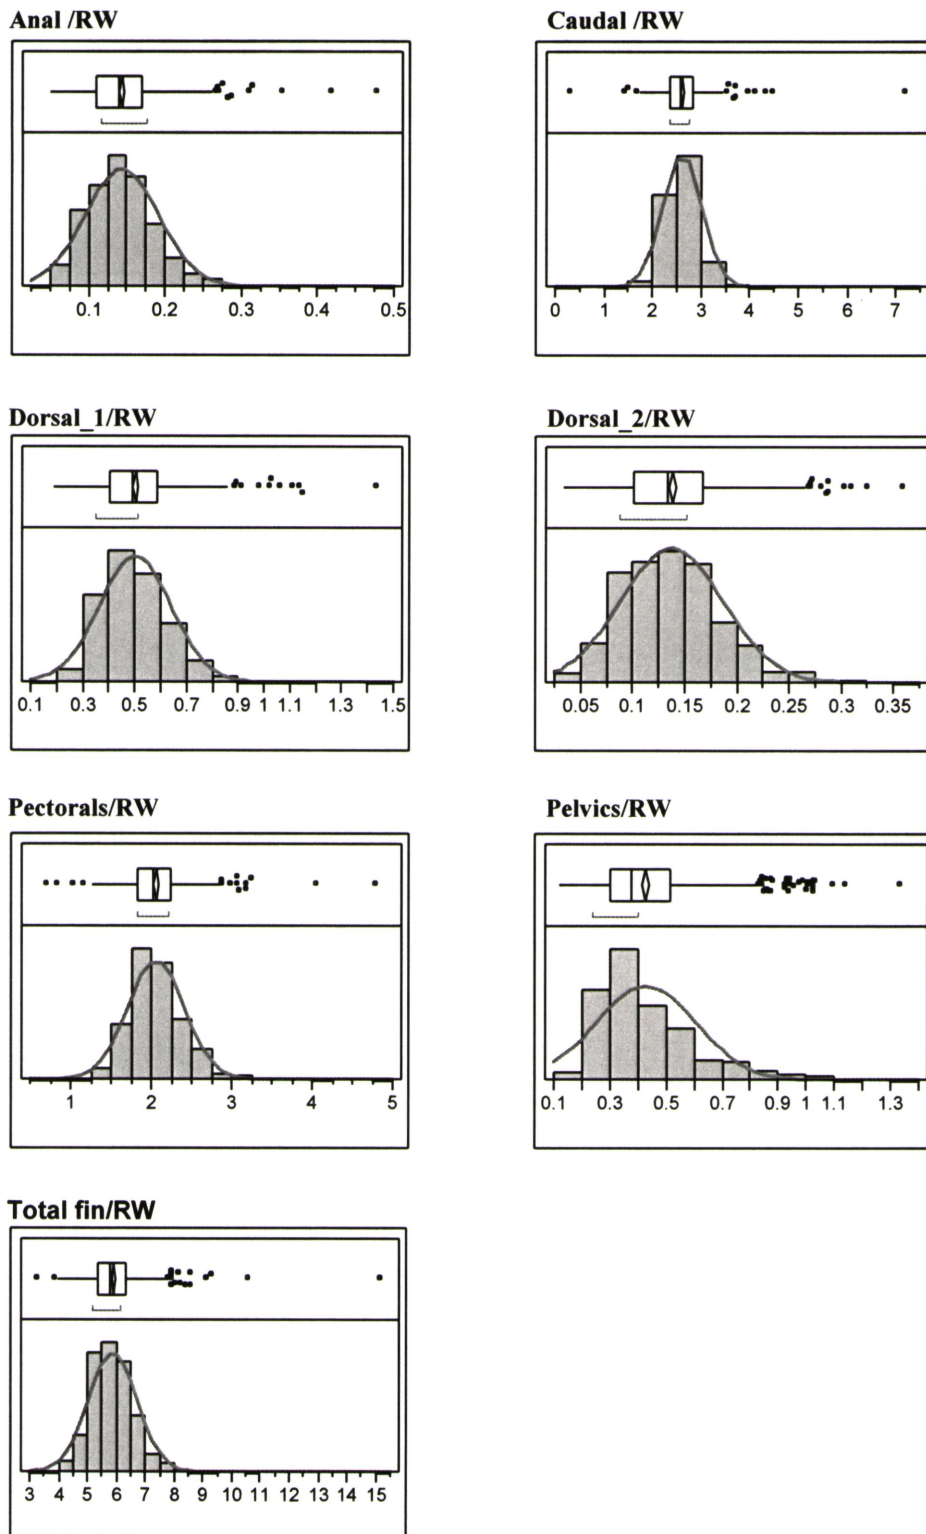 Anal /RW
0.1 0.2 0.3 0.4 0.5
Caudal /RW
0 1 2 3 4 5 6 7
Dorsal_1/RW
0.1 0.3 0.5 0.7 0.9 1 1.1 1.3 1.5
Dorsal_2/RW
0.05 0.1 0.15 0.2 0.25 0.3 0.35
Pectorals/RW
1 2 3 4 5
Pelvics/RW
0.1 0.3 0.5 0.7 0.9 1 1.1 1.3
Total fin/RW
3 4 5 6 7 8 9 10 11 12 13 14 15